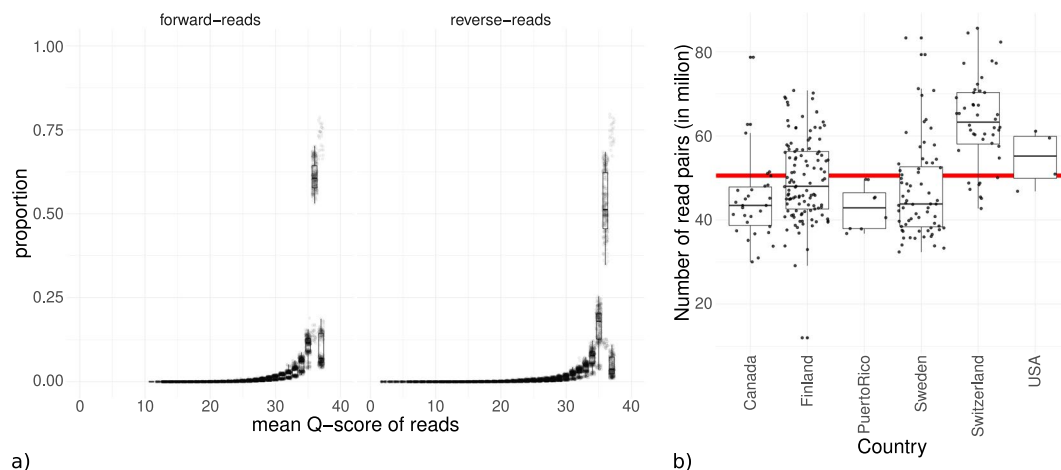 forward-reads
reverse-reads
proportion
1.00
0.75
0.50
0.25
0.00
0 10 20 30 40 0 10 20 30 40
mean Q-score of reads
a)
Number of read pairs (in milion)
80
60
40
20
Canada
Finland
PuertoRico
Sweden
Switzerland
USA
Country
b)